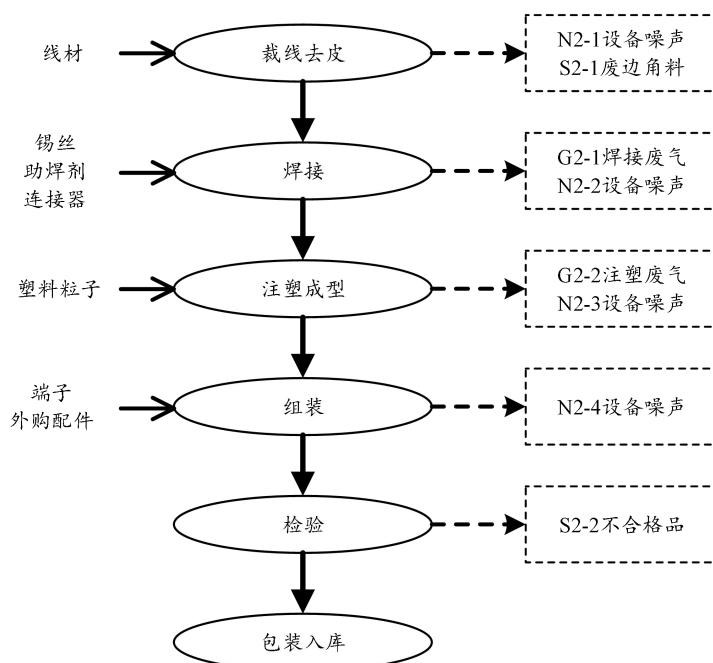 线材
裁线去皮
N2-1设备噪声
S2-1废边角料
锡丝
助焊剂
连接器
焊接
G2-1焊接废气
N2-2设备噪声
塑料粒子
注塑成型
G2-2注塑废气
N2-3设备噪声
端子
外购配件
组装
N2-4设备噪声
检验
S2-2不合格品
包装入库